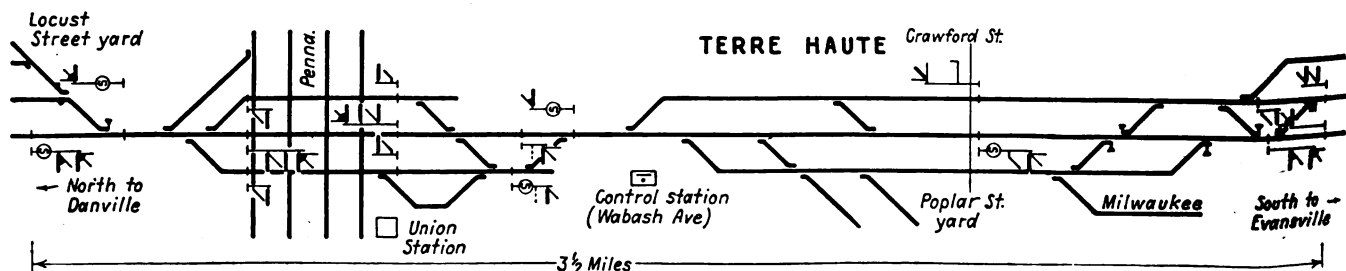 Locust
Street yard
Penna.
TERRE HAUTE
Crawford St.
S
S
S
S
S
← North to
Danville
Union
Station
Control station
(Wabash Ave)
Poplar St.
yard
Milwaukee
South to →
Evansville
3½ Miles